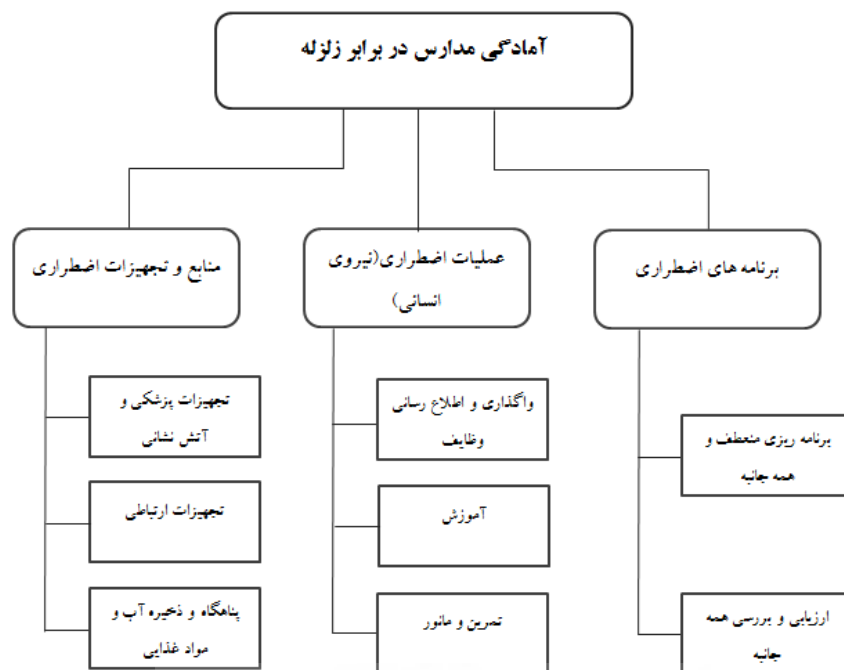 آمادگی مدارس در برابر زلزله
برنامه های اضطراری
برنامه ریزی منعطف و
همه جانبه
ارزیابی و بررسی همه
جانبه
عملیات اضطراری(نیروی
انسانی)
واگذاری و اطلاع رسانی
وظایف
آموزش
تمرین و مانور
منابع و تجهیزات اضطراری
تجهیزات پزشکی و
آتش نشانی
تجهیزات ارتباطی
پناهگاه و ذخیره آب و
مواد غذایی